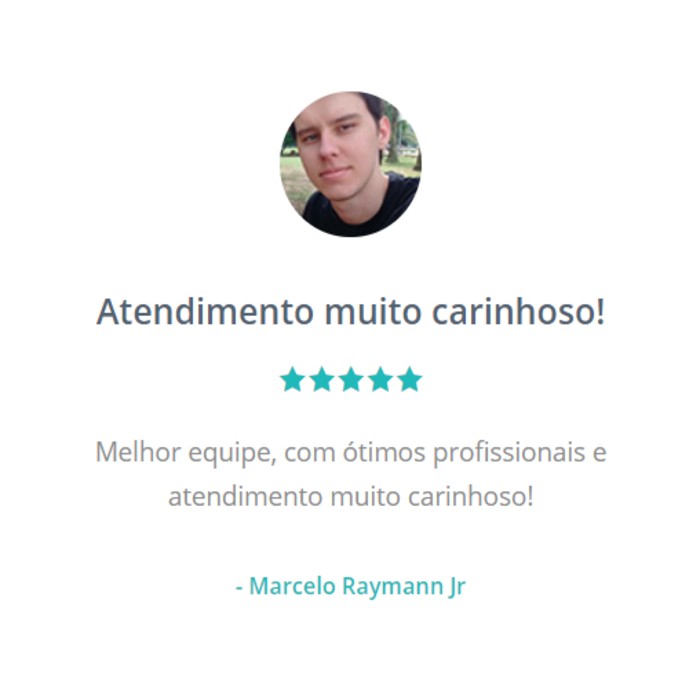 Atendimento muito carinhoso!
Melhor equipe, com ótimos profissionais e
atendimento muito carinhoso!
- Marcelo Raymann Jr